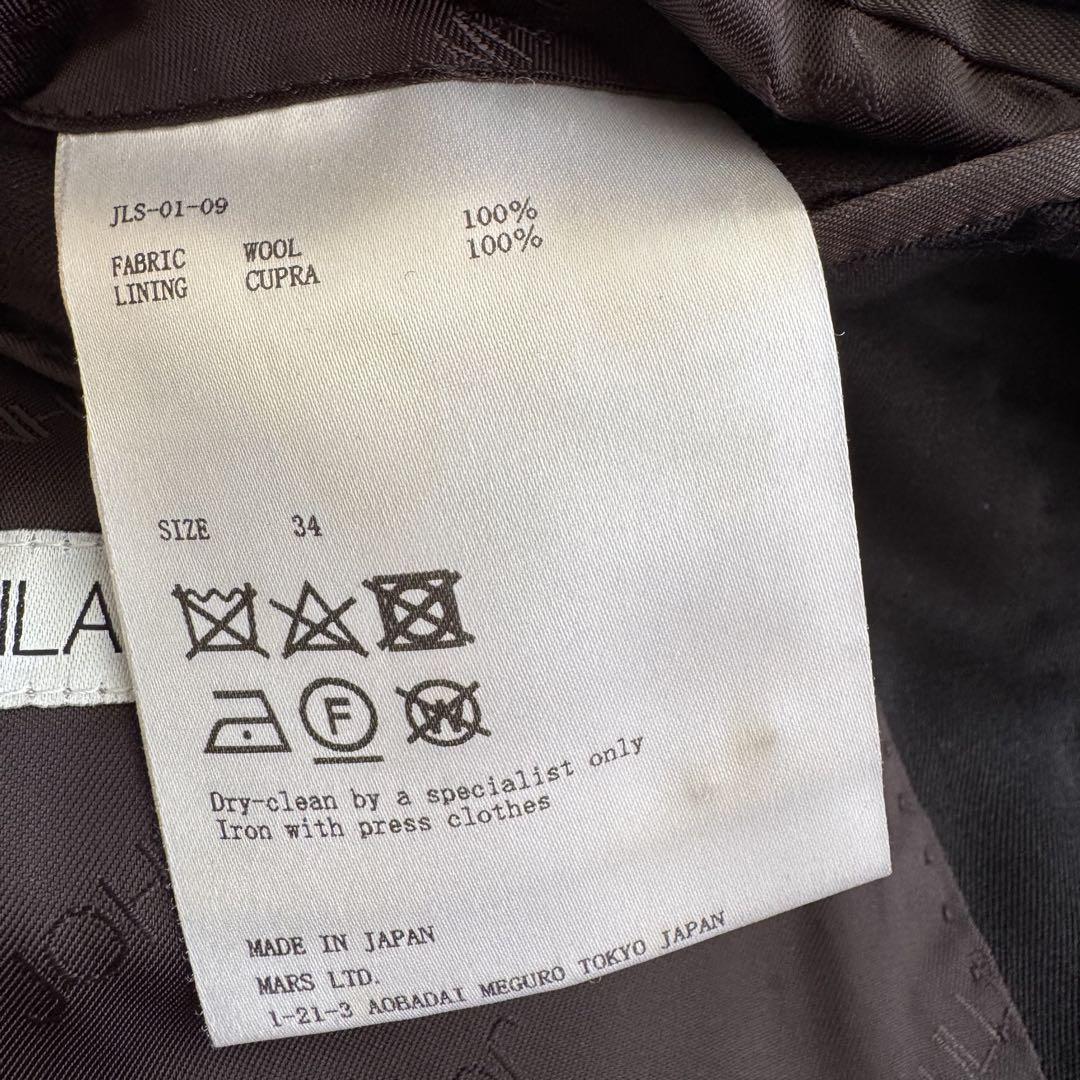 JLS-01-09
FABRIC WOOL 100%
LINING CUPRA 100%
SIZE 34
F
W
Dry-clean by a specialist only
Iron with press clothes
MADE IN JAPAN
MARS LTD.
1-21-3 AOBADAI MEGURO TOKYO JAPAN
ILA